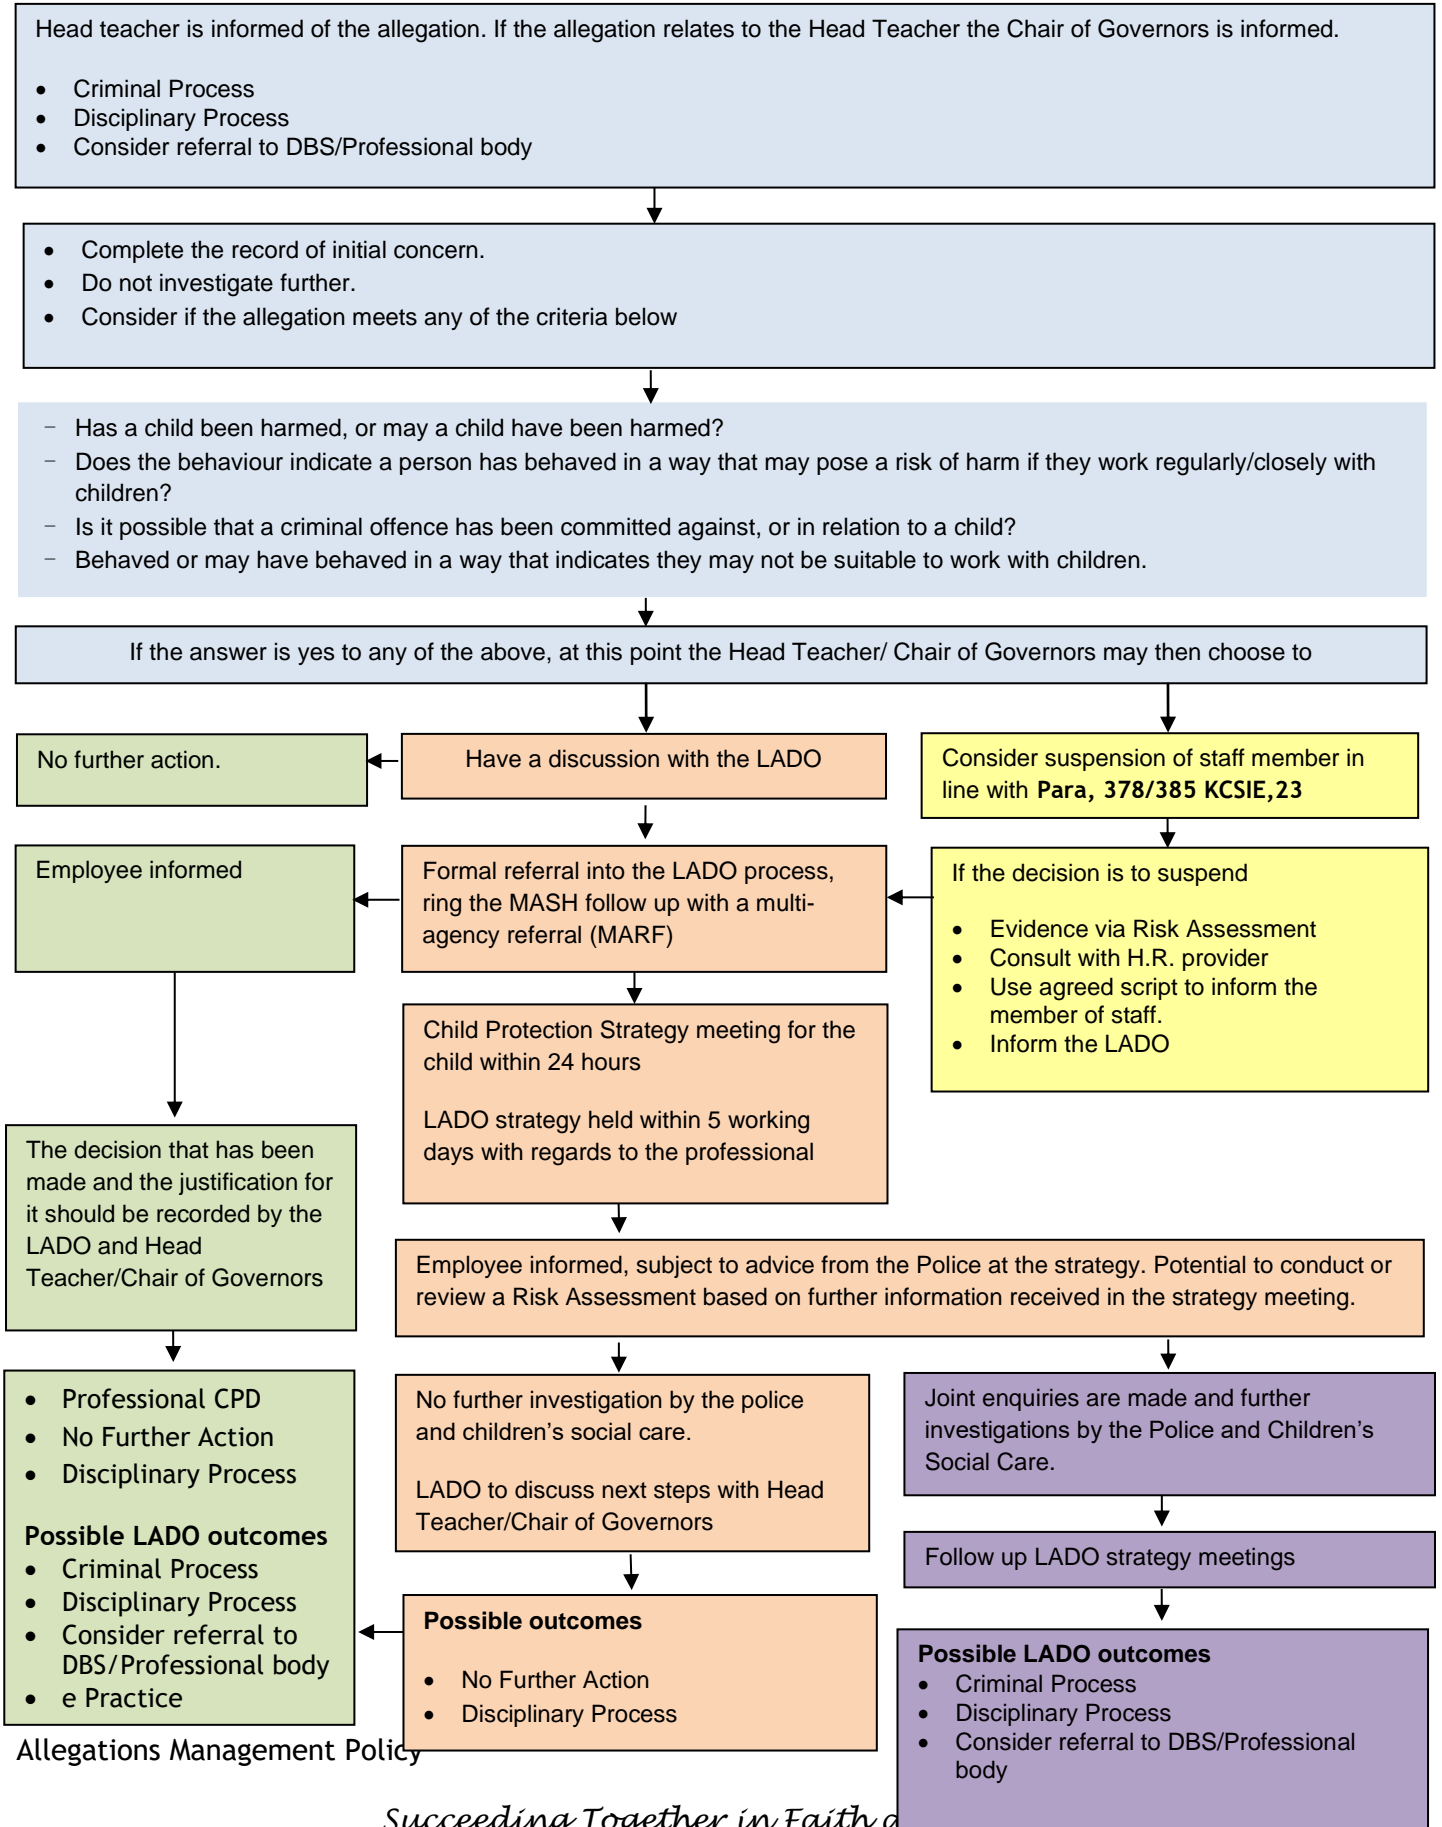 Head teacher is informed of the allegation. If the allegation relates to the Head Teacher the Chair of Governors is informed.
• Criminal Process
• Disciplinary Process
• Consider referral to DBS/Professional body
• Complete the record of initial concern.
• Do not investigate further.
• Consider if the allegation meets any of the criteria below
– Has a child been harmed, or may a child have been harmed?
– Does the behaviour indicate a person has behaved in a way that may pose a risk of harm if they work regularly/closely with
children?
– Is it possible that a criminal offence has been committed against, or in relation to a child?
– Behaved or may have behaved in a way that indicates they may not be suitable to work with children.
If the answer is yes to any of the above, at this point the Head Teacher/ Chair of Governors may then choose to
No further action.
Have a discussion with the LADO
Consider suspension of staff member in
line with Para, 378/385 KCSIE,23
Employee informed
Formal referral into the LADO process,
ring the MASH follow up with a multi-
agency referral (MARF)
If the decision is to suspend
• Evidence via Risk Assessment
• Consult with H.R. provider
• Use agreed script to inform the
member of staff.
• Inform the LADO
Child Protection Strategy meeting for the
child within 24 hours
LADO strategy held within 5 working
days with regards to the professional
The decision that has been
made and the justification for
it should be recorded by the
LADO and Head
Teacher/Chair of Governors
Employee informed, subject to advice from the Police at the strategy. Potential to conduct or
review a Risk Assessment based on further information received in the strategy meeting.
• Professional CPD
• No Further Action
• Disciplinary Process
Possible LADO outcomes
• Criminal Process
• Disciplinary Process
• Consider referral to
DBS/Professional body
• e Practice
No further investigation by the police
and children's social care.
LADO to discuss next steps with Head
Teacher/Chair of Governors
Joint enquiries are made and further
investigations by the Police and Children's
Social Care.
Follow up LADO strategy meetings
Possible outcomes
• No Further Action
• Disciplinary Process
Possible LADO outcomes
• Criminal Process
• Disciplinary Process
• Consider referral to DBS/Professional
body
Allegations Management Policy
Succeeding Together in Faith